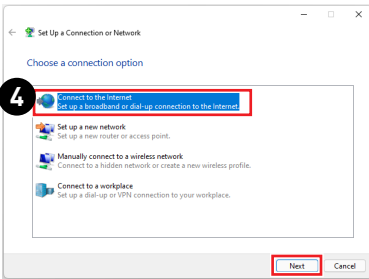 Set Up a Connection or Network
Choose a connection option
4
Connect to the Internet
Set up a broadband or dial-up connection to the Internet.
Set up a new network
Set up a new router or access point.
Manually connect to a wireless network
Connect to a hidden network or create a new wireless profile.
Connect to a workplace
Set up a dial-up or VPN connection to your workplace.
Next Cancel